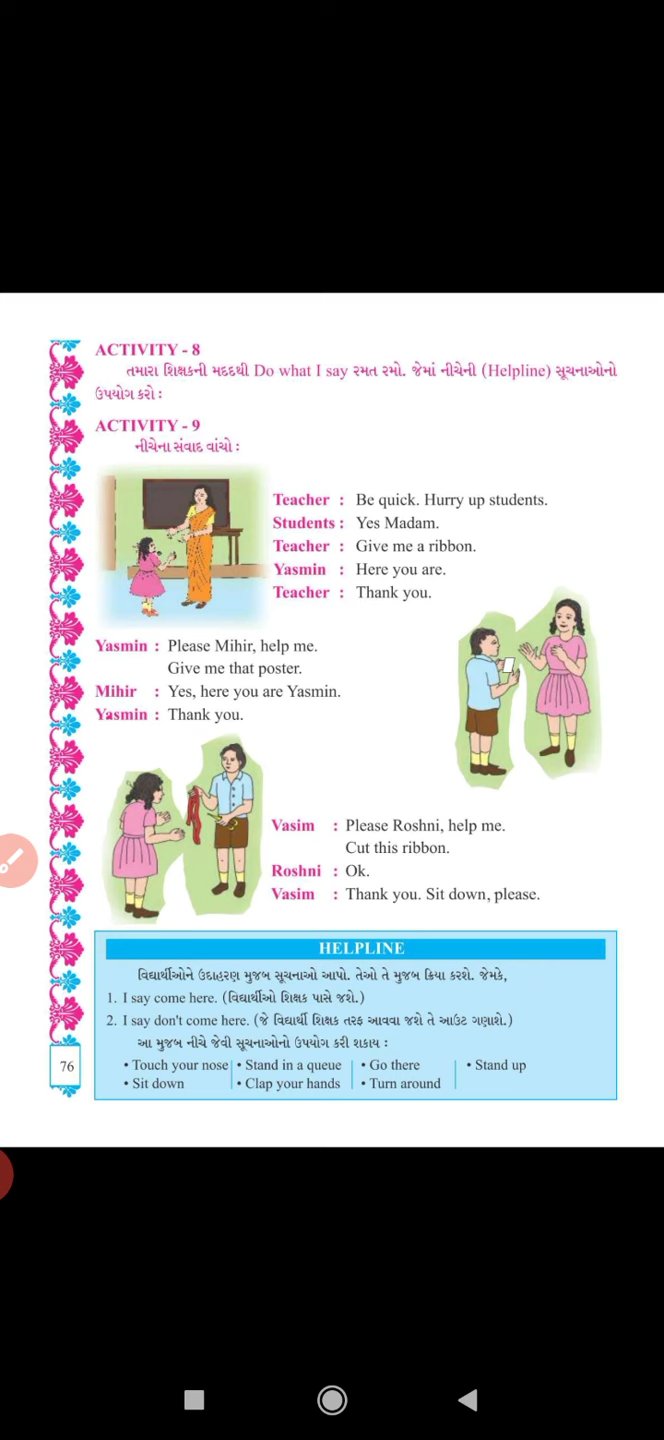 ACTIVITY - 8
તમારા શિક્ષકની મદદથી Do what I say રમત રમો. જેમાં નીચેની (Helpline) સૂચનાઓનો
ઉપયોગ કરો :
ACTIVITY - 9
નીચેના સંવાદ વાંચો :
Teacher : Be quick. Hurry up students.
Students : Yes Madam.
Teacher : Give me a ribbon.
Yasmin : Here you are.
Teacher : Thank you.
Yasmin : Please Mihir, help me.
Give me that poster.
Mihir : Yes, here you are Yasmin.
Yasmin : Thank you.
Vasim : Please Roshni, help me.
Cut this ribbon.
Roshni : Ok.
Vasim : Thank you. Sit down, please.
HELPLINE
વિદ્યાર્થીઓને ઉદાહરણ મુજબ સૂચનાઓ આપો. તેઓ તે મુજબ ક્રિયા કરશે. જેમકે,
1. I say come here. (વિદ્યાર્થીઓ શિક્ષક પાસે જશે.)
2. I say don't come here. (જે વિદ્યાર્થી શિક્ષક તરફ આવવા જશે તે આઉટ ગણાશે.)
આ મુજબ નીચે જેવી સૂચનાઓનો ઉપયોગ કરી શકાય :
• Touch your nose • Stand in a queue • Go there • Stand up
• Sit down • Clap your hands • Turn around
76